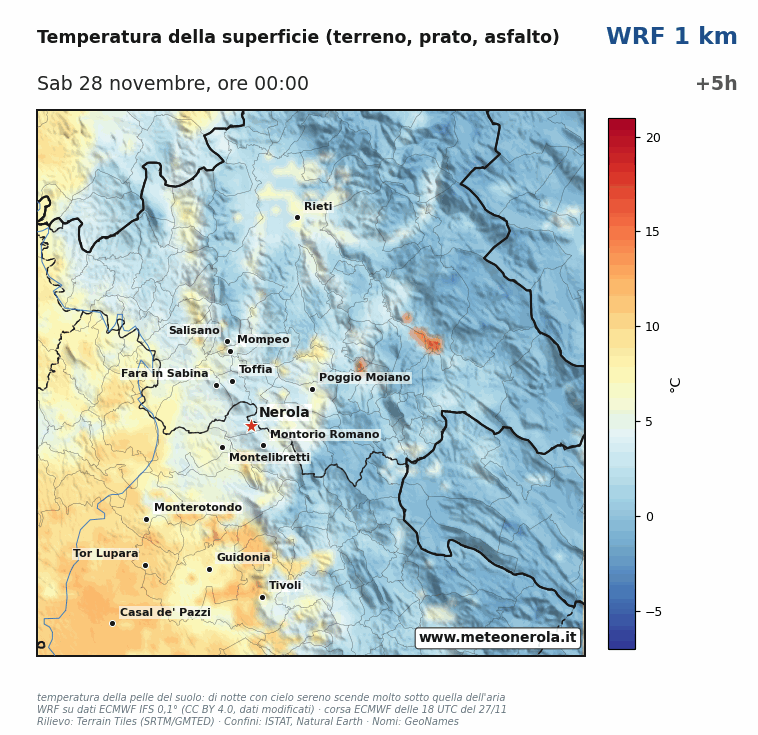 Temperatura della superficie (terreno, prato, asfalto)
WRF 1 km
Sab 28 novembre, ore 00:00
+5h
Rieti
Salisano
Mompeo
Toffia
Fara in Sabina
Poggio Moiano
Nerola
Montorio Romano
Montelibretti
Monterotondo
Tor Lupara
Guidonia
Tivoli
Casal de' Pazzi
www.meteonerola.it
20
15
10
5
0
−5
°C
temperatura della pelle del suolo: di notte con cielo sereno scende molto sotto quella dell'aria
WRF su dati ECMWF IFS 0,1° (CC BY 4.0, dati modificati) · corsa ECMWF delle 18 UTC del 27/11
Rilievo: Terrain Tiles (SRTM/GMTED) · Confini: ISTAT, Natural Earth · Nomi: GeoNames